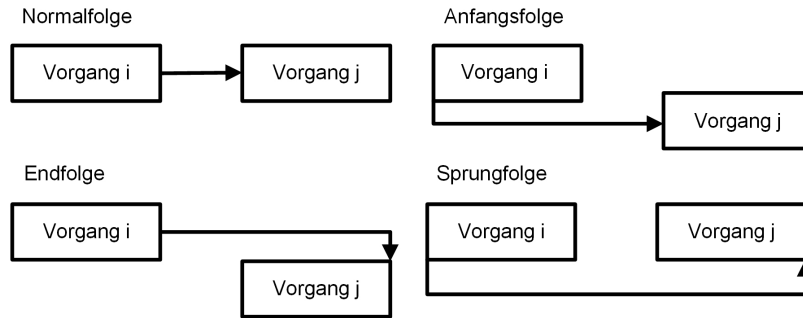 Normalfolge
Vorgang i
Vorgang j
Anfangsfolge
Vorgang i
Vorgang j
Endfolge
Vorgang i
Vorgang j
Sprungfolge
Vorgang i
Vorgang j